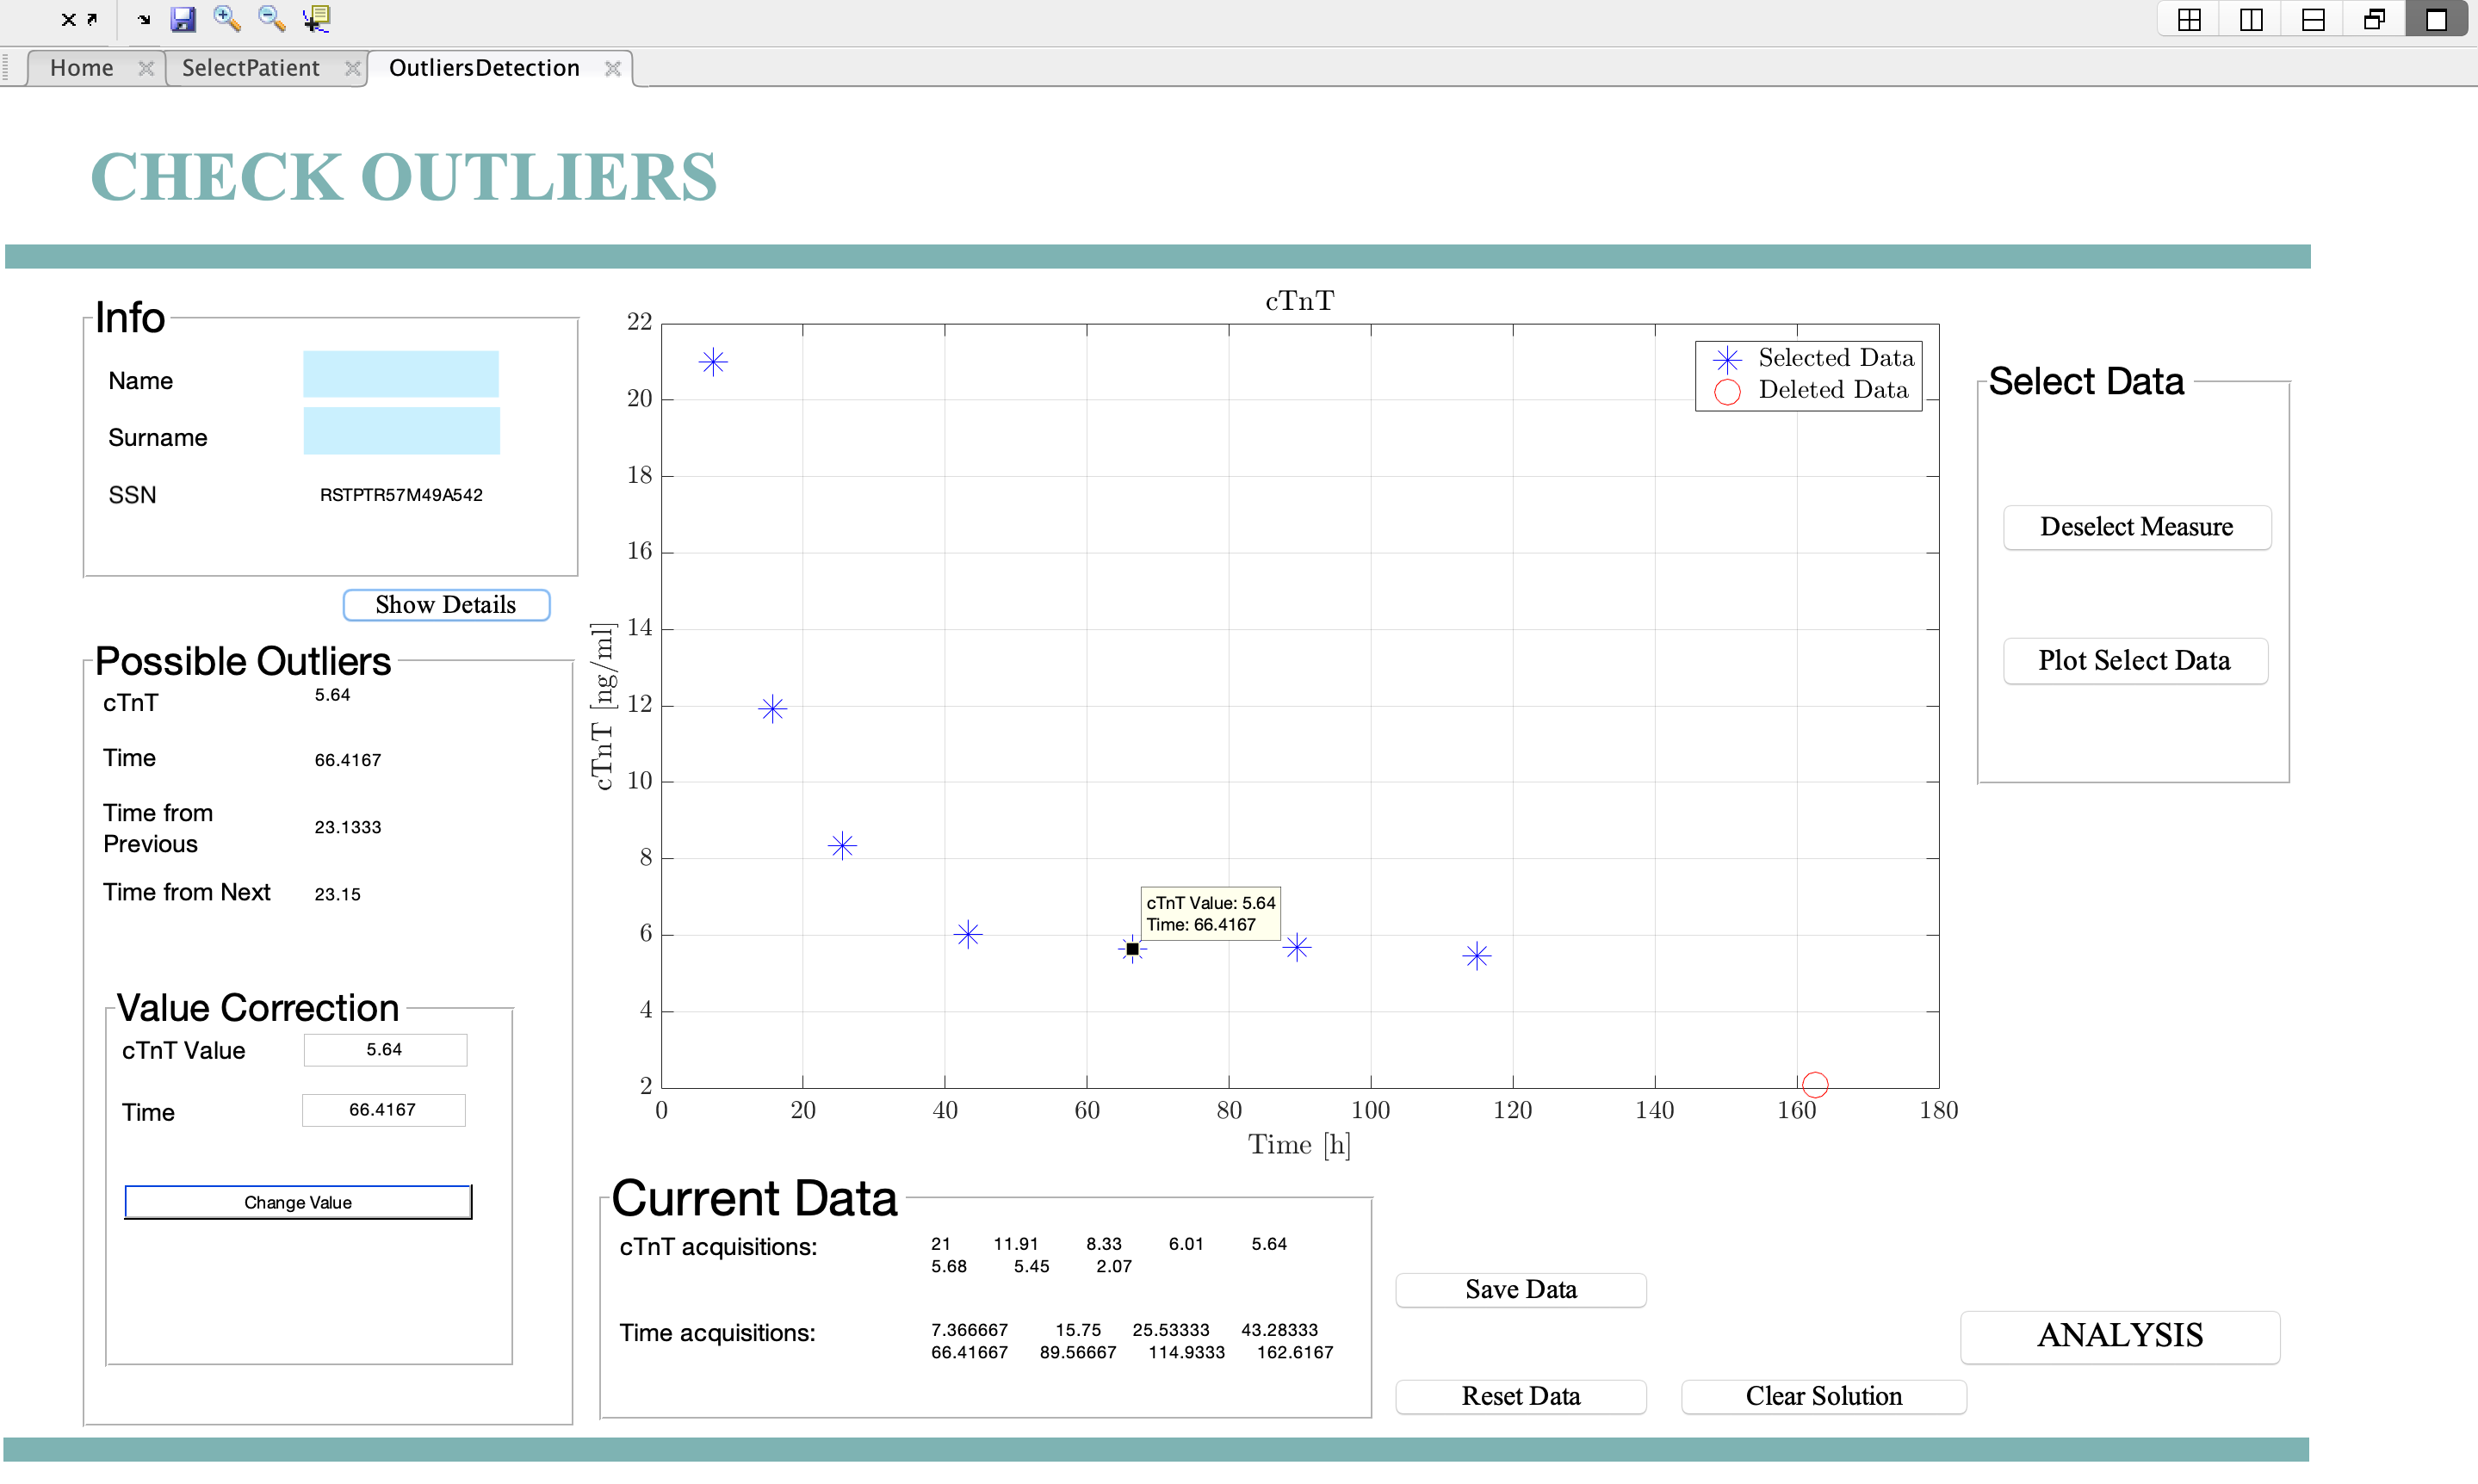 Home
SelectPatient
OutliersDetection
CHECK OUTLIERS
Info
Name
Surname
SSN RSTPTR57M49A542
Show Details
Possible Outliers
cTnT 5.64
Time 66.4167
Time from
Previous 23.1333
Time from Next 23.15
Value Correction
cTnT Value 5.64
Time 66.4167
Change Value
cTnT
22
20
18
16
14
12
10
8
6
4
2
cTnT [ng/ml]
Selected Data
Deleted Data
cTnT Value: 5.64
Time: 66.4167
0 20 40 60 80 100 120 140 160 180
Time [h]
Select Data
Deselect Measure
Plot Select Data
Current Data
cTnT acquisitions: 21 11.91 8.33 6.01 5.64
5.68 5.45 2.07
Time acquisitions: 7.366667 15.75 25.53333 43.28333
66.41667 89.56667 114.9333 162.6167
Save Data
Reset Data
Clear Solution
ANALYSIS